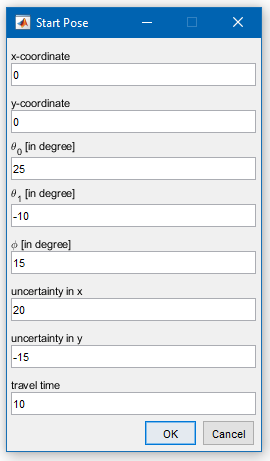 Start Pose
x-coordinate
0
y-coordinate
0
θ₀ [in degree]
25
θ₁ [in degree]
-10
ϕ [in degree]
15
uncertainty in x
20
uncertainty in y
-15
travel time
10
OK Cancel